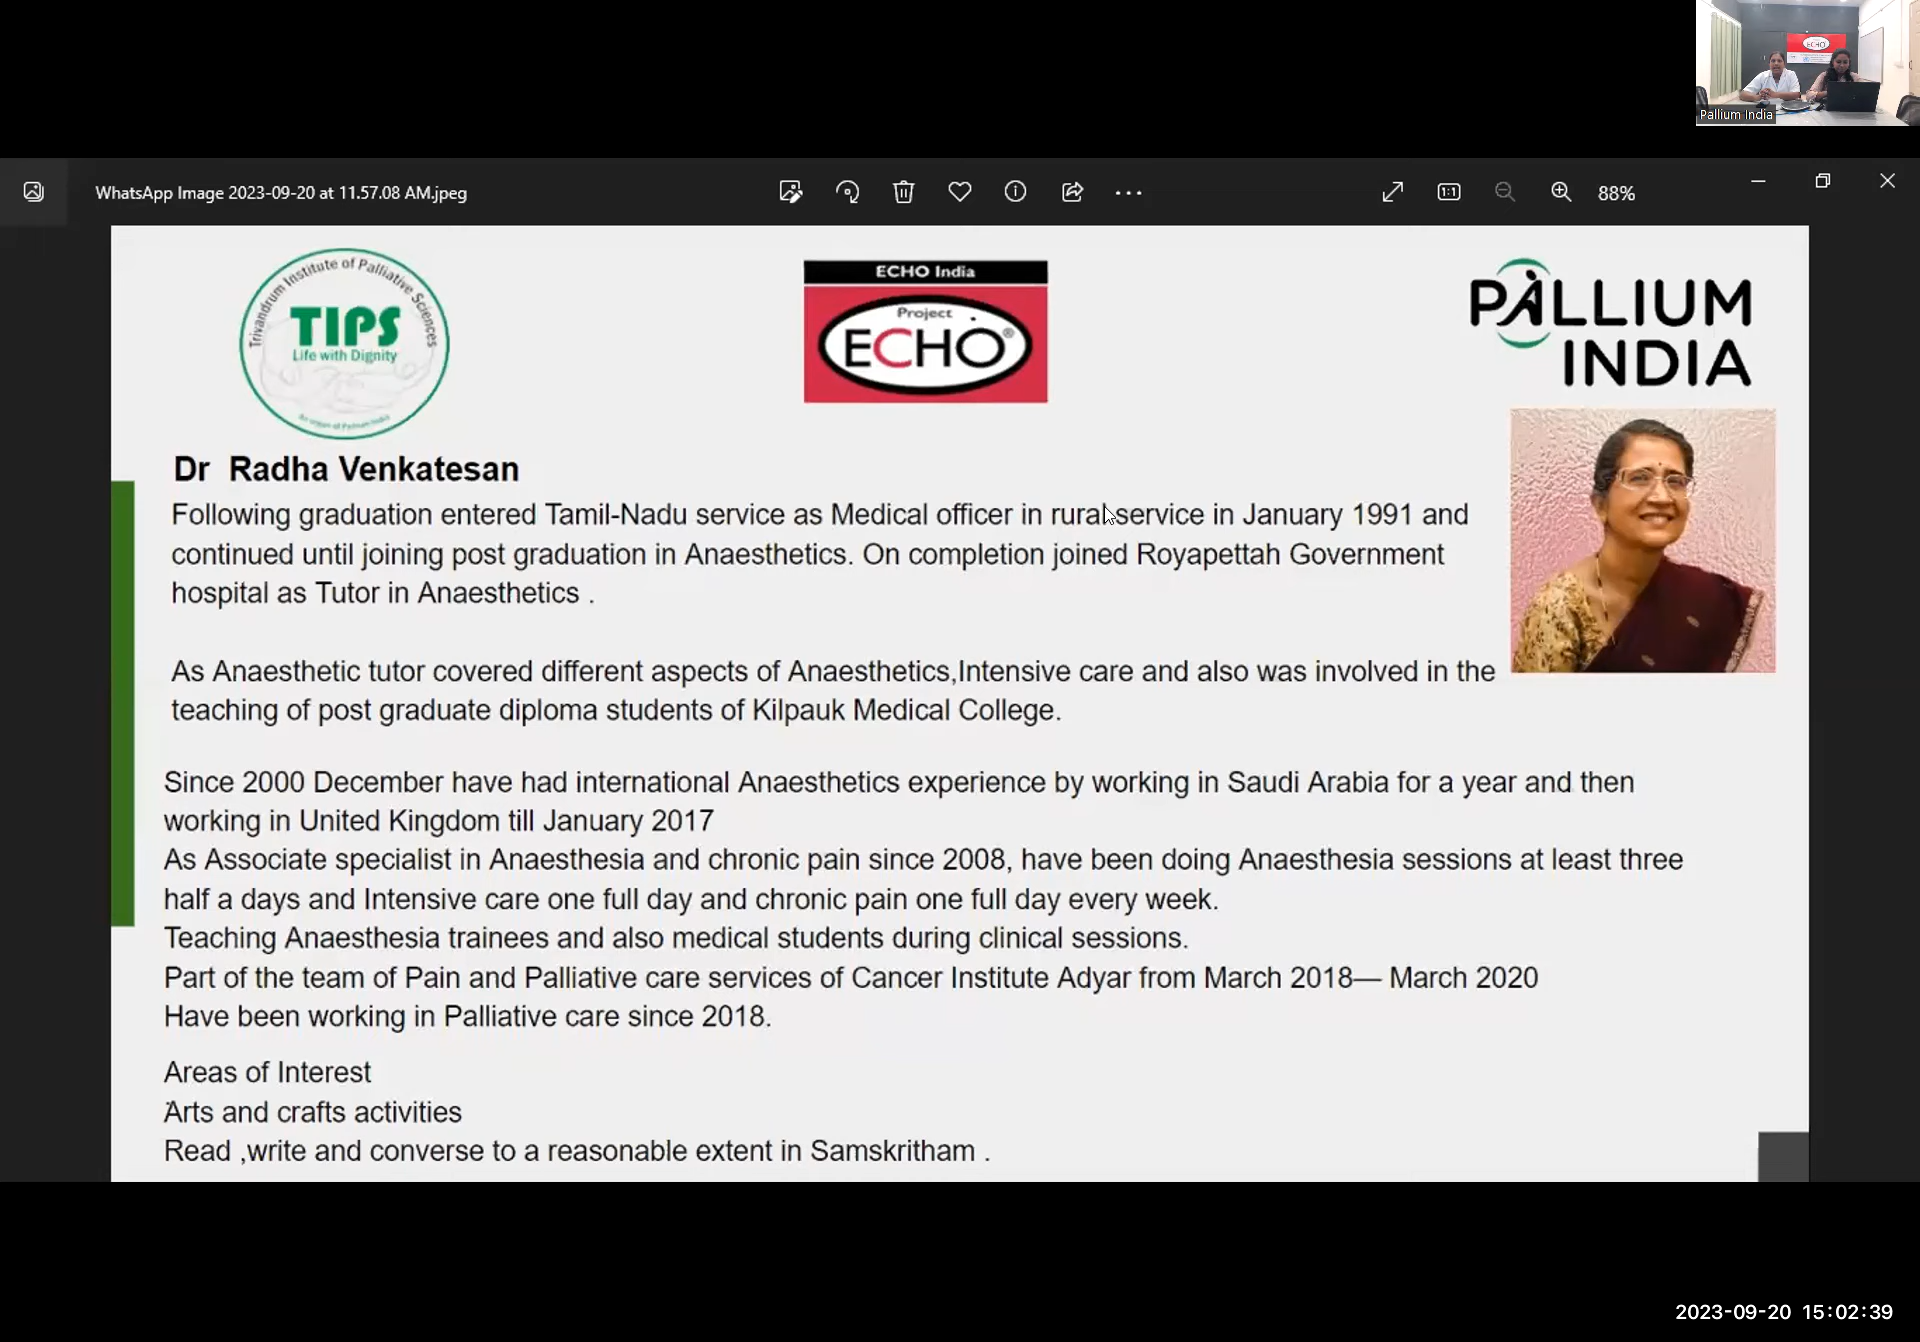 ECHO
Pallium India
WhatsApp Image 2023-09-20 at 11.57.08 AM.jpeg
1:1
88%
Trivandrum Institute of Palliative Sciences
TIPS
Life with Dignity
An organ of Pallium India
ECHO India
Project
ECHO®
PALLIUM
INDIA
Dr Radha Venkatesan
Following graduation entered Tamil-Nadu service as Medical officer in rural service in January 1991 and
continued until joining post graduation in Anaesthetics. On completion joined Royapettah Government
hospital as Tutor in Anaesthetics .
As Anaesthetic tutor covered different aspects of Anaesthetics,Intensive care and also was involved in the
teaching of post graduate diploma students of Kilpauk Medical College.
Since 2000 December have had international Anaesthetics experience by working in Saudi Arabia for a year and then
working in United Kingdom till January 2017
As Associate specialist in Anaesthesia and chronic pain since 2008, have been doing Anaesthesia sessions at least three
half a days and Intensive care one full day and chronic pain one full day every week.
Teaching Anaesthesia trainees and also medical students during clinical sessions.
Part of the team of Pain and Palliative care services of Cancer Institute Adyar from March 2018— March 2020
Have been working in Palliative care since 2018.
Areas of Interest
Arts and crafts activities
Read ,write and converse to a reasonable extent in Samskritham .
2023-09-20 15:02:39